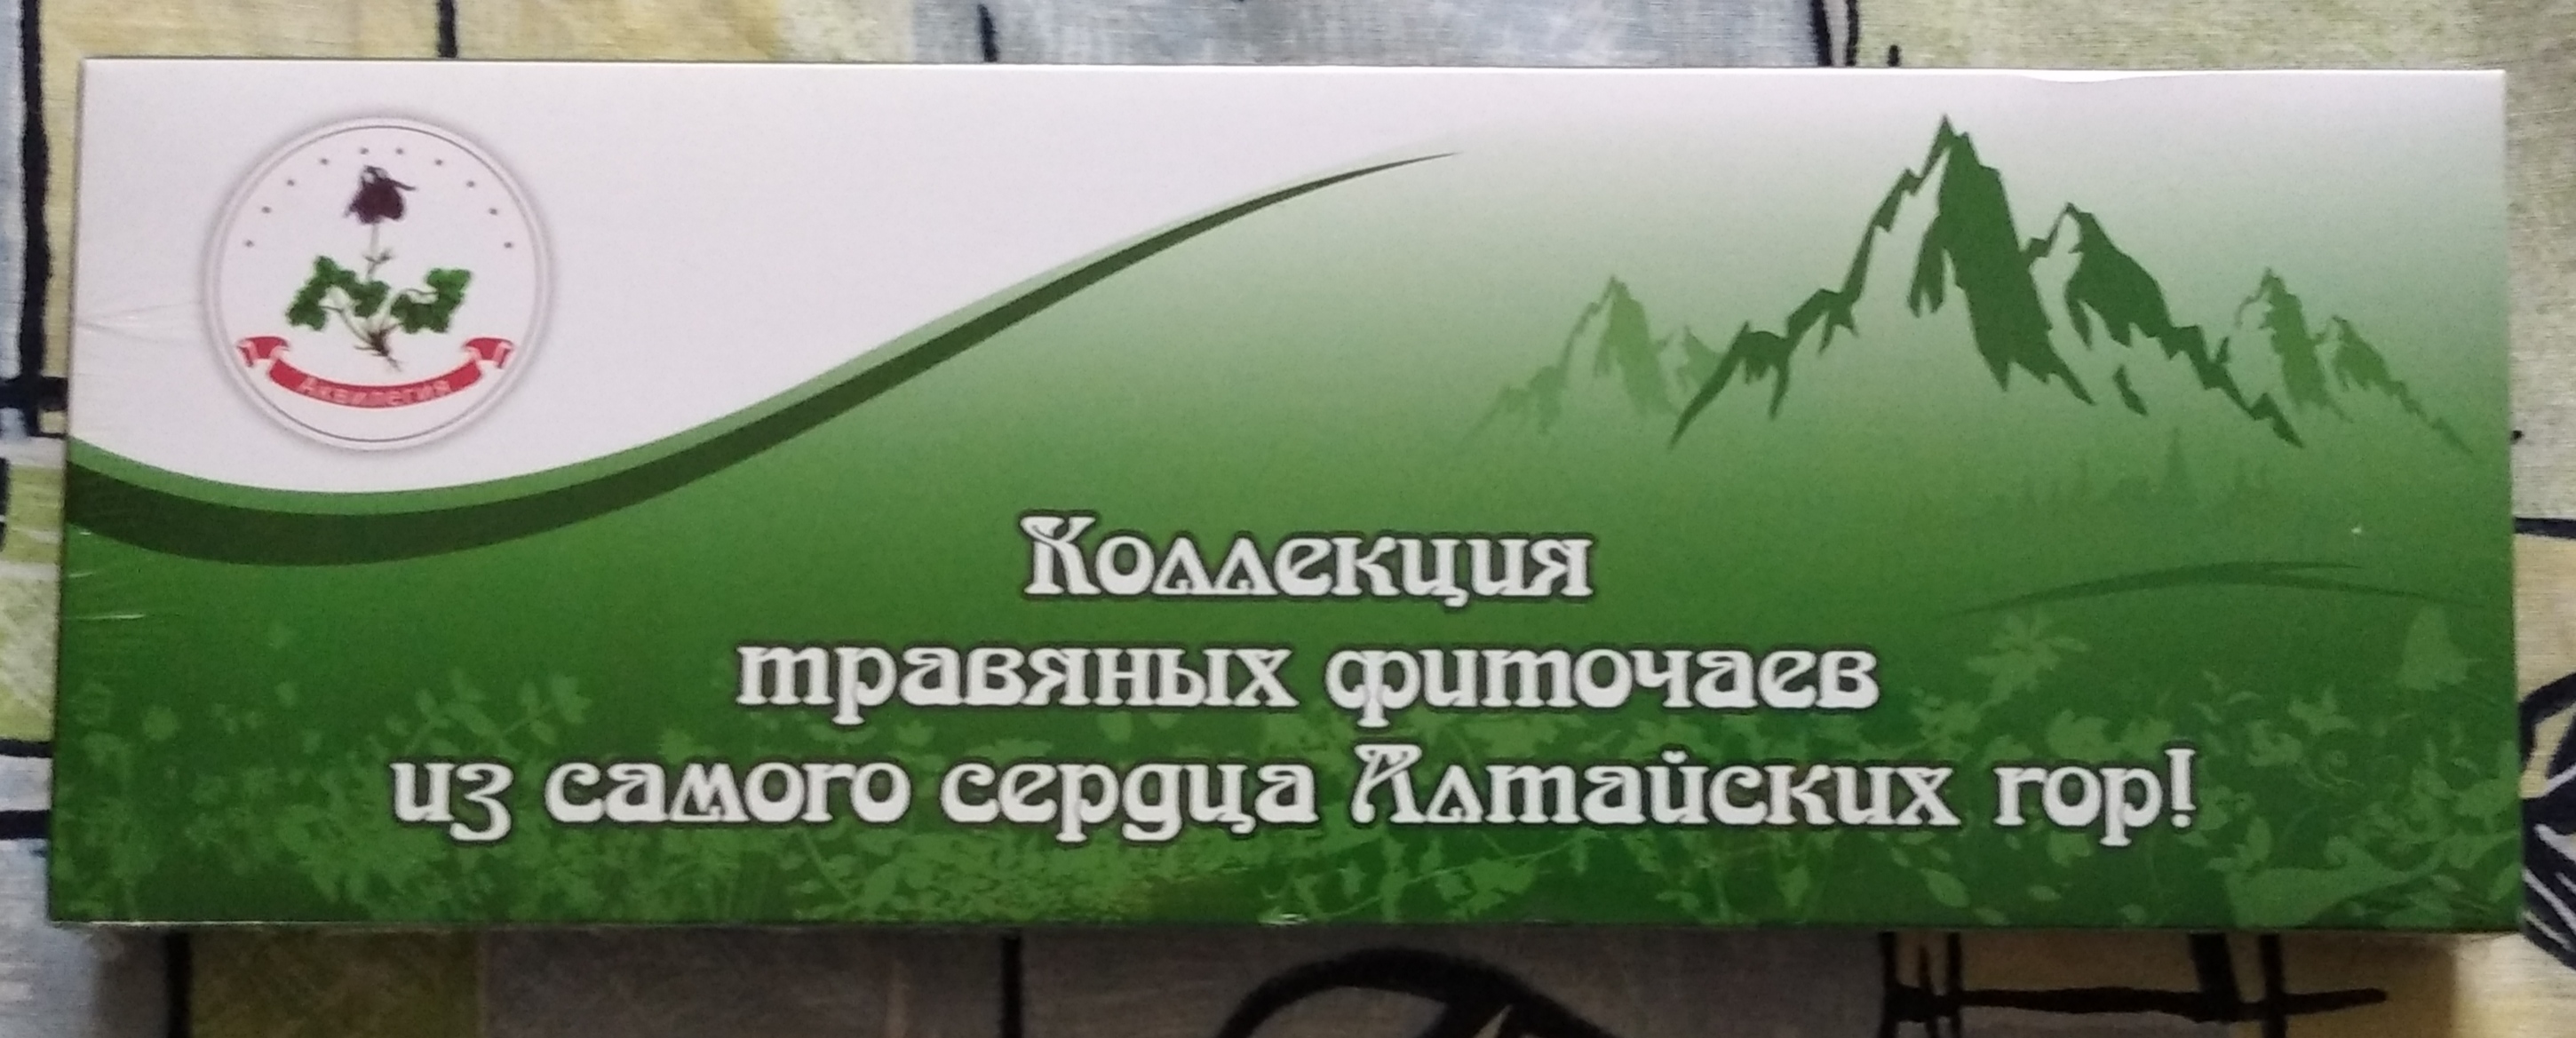 Аквилегия
Коллекция
травяных фиточаев
из самого сердца Алтайских гор!